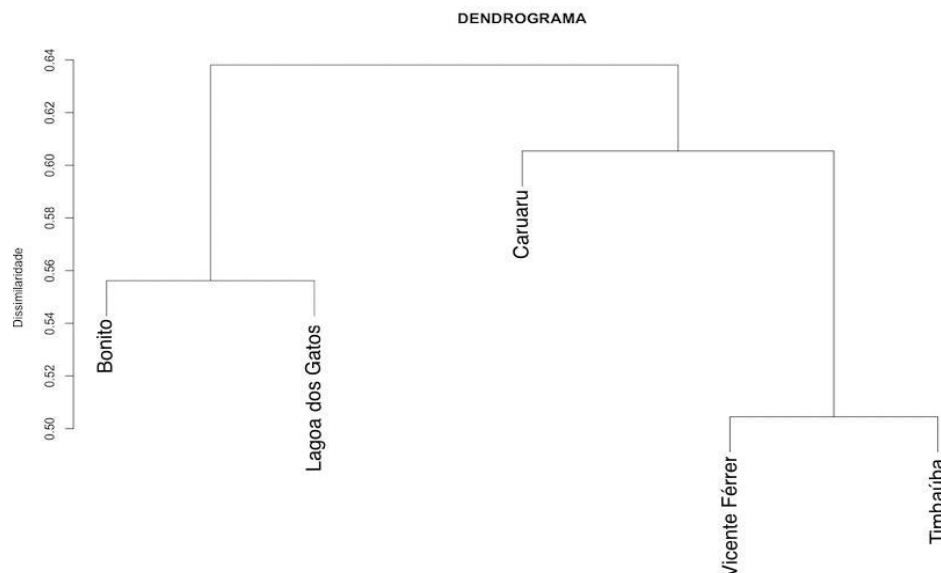 DENDROGRAMA
Dissimilaridade
0.64
0.62
0.60
0.58
0.56
0.54
0.52
0.50
Bonito
Lagoa dos Gatos
Caruaru
Vicente Férrer
Timbaúba